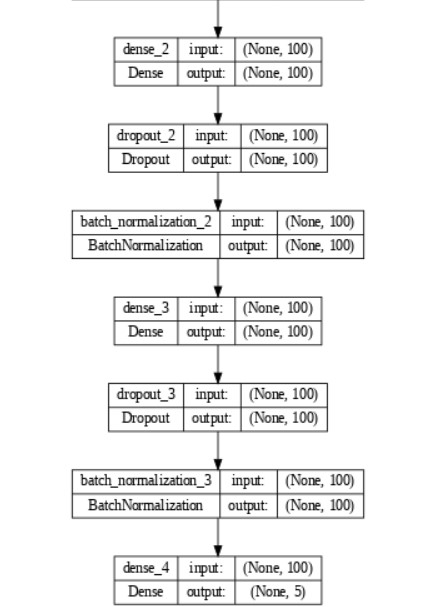 dense_2 input: (None, 100)
Dense output: (None, 100)
dropout_2 input: (None, 100)
Dropout output: (None, 100)
batch_normalization_2 input: (None, 100)
BatchNormalization output: (None, 100)
dense_3 input: (None, 100)
Dense output: (None, 100)
dropout_3 input: (None, 100)
Dropout output: (None, 100)
batch_normalization_3 input: (None, 100)
BatchNormalization output: (None, 100)
dense_4 input: (None, 100)
Dense output: (None, 5)